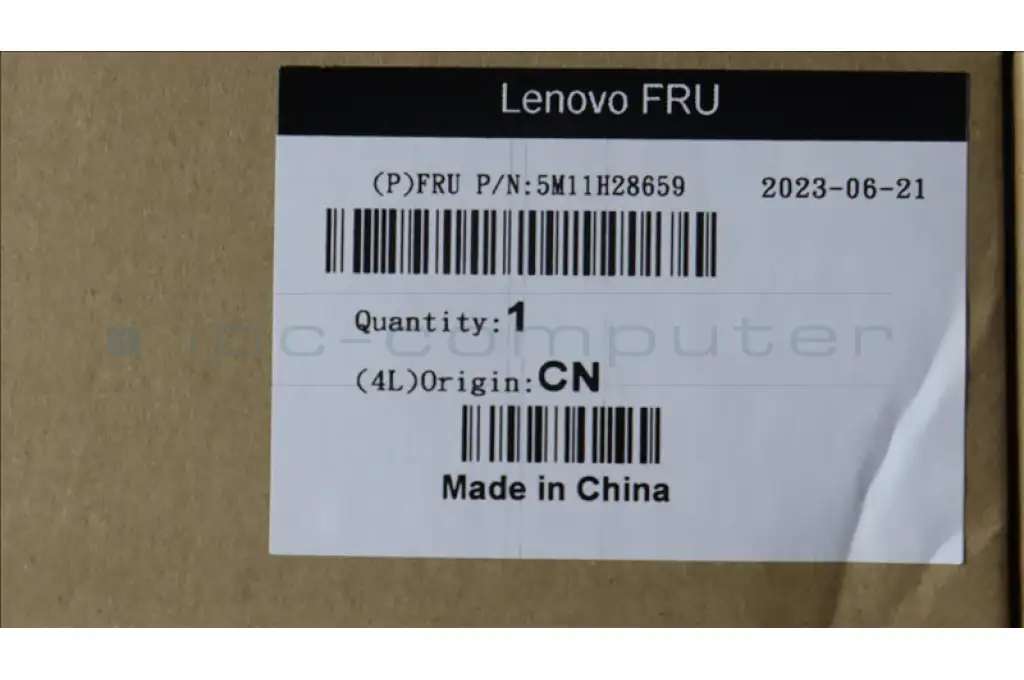 Lenovo FRU
(P)FRU P/N:5M11H28659 2023-06-21
Quantity:1
ipc-computer
(4L)Origin:CN
Made in China